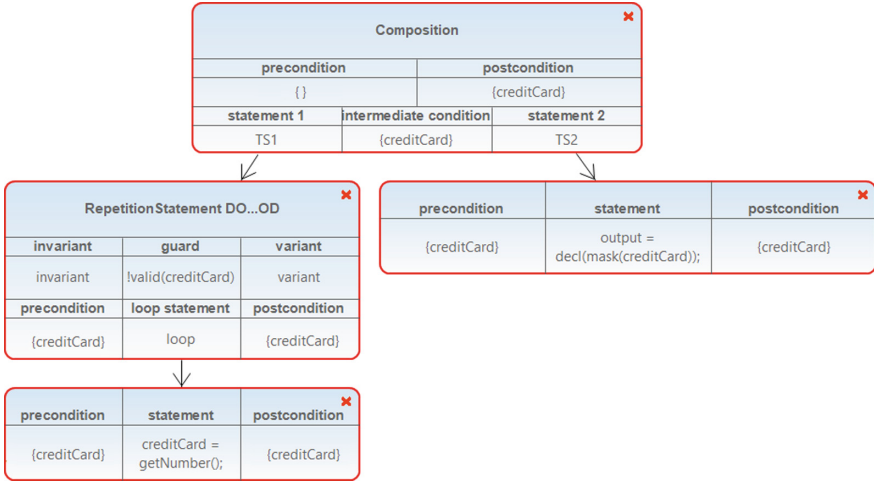 Composition
precondition postcondition
{ } {creditCard}
statement 1 intermediate condition statement 2
TS1 {creditCard} TS2
RepetitionStatement DO...OD
invariant guard variant
invariant !valid(creditCard) variant
precondition loop statement postcondition
{creditCard} loop {creditCard}
precondition statement postcondition
{creditCard} output = {creditCard}
decl(mask(creditCard));
precondition statement postcondition
{creditCard} creditCard = {creditCard}
getNumber();